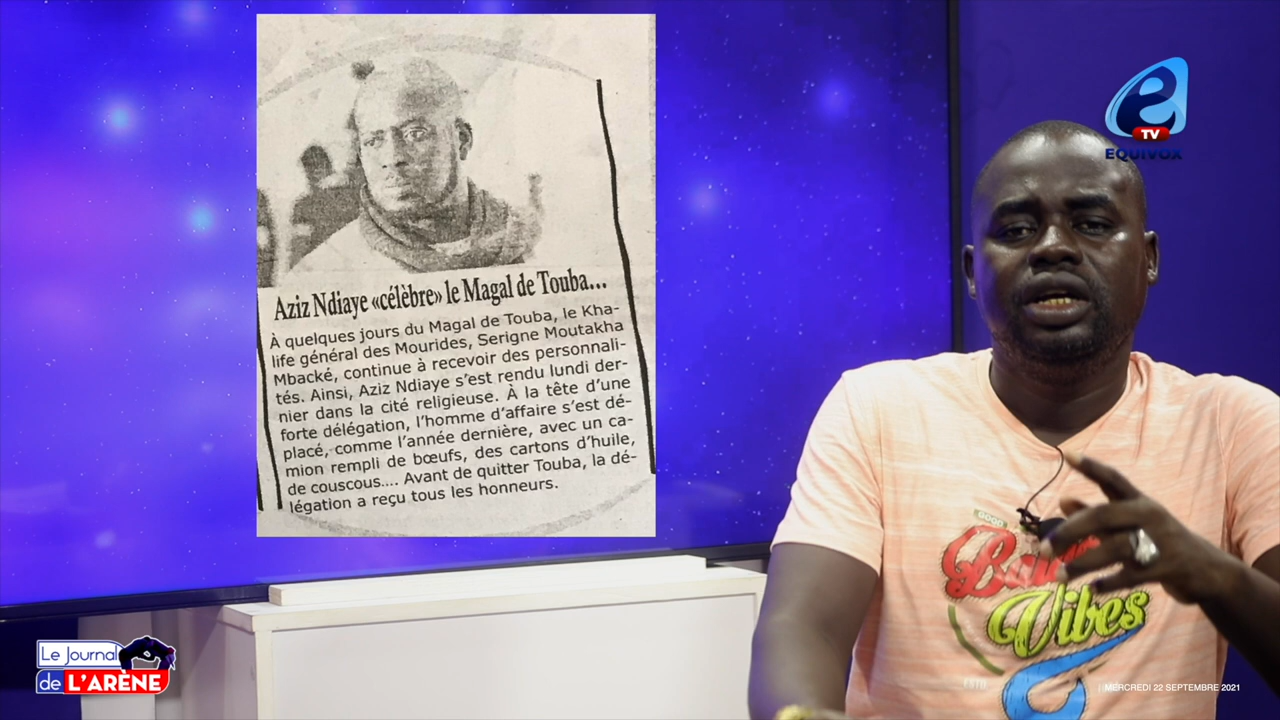 Aziz Ndiaye «célèbre» le Magal de Touba...
À quelques jours du Magal de Touba, le Kha-
life général des Mourides, Serigne Moutakha
Mbacké, continue à recevoir des personnali-
tés. Ainsi, Aziz Ndiaye s'est rendu lundi der-
nier dans la cité religieuse. À la tête d'une
forte délégation, l'homme d'affaire s'est dé-
placé, comme l'année dernière, avec un ca-
mion rempli de bœufs, des cartons d'huile,
de couscous.... Avant de quitter Touba, la dé-
légation a reçu tous les honneurs.
e
TV
EQUIVOX
GOOD
Vibes
ESTD
Le Journal
de L'ARÈNE
MERCREDI 22 SEPTEMBRE 2021